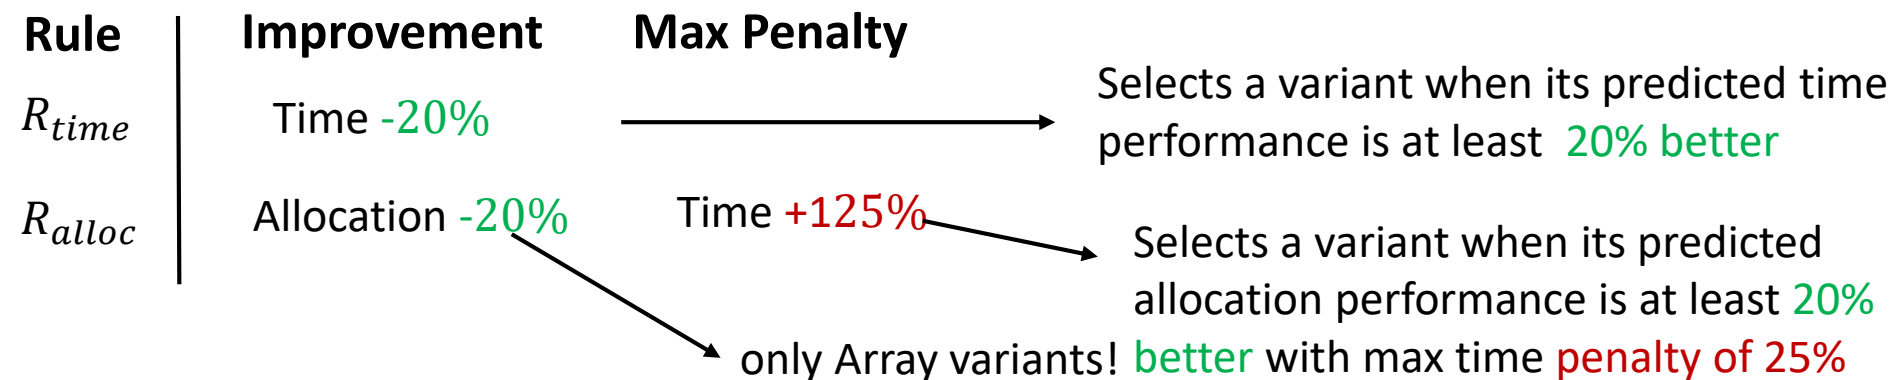 Rule Improvement Max Penalty
R_time Time -20%
Selects a variant when its predicted time
performance is at least 20% better
R_alloc Allocation -20% Time +125%
Selects a variant when its predicted
allocation performance is at least 20%
better with max time penalty of 25%
only Array variants!